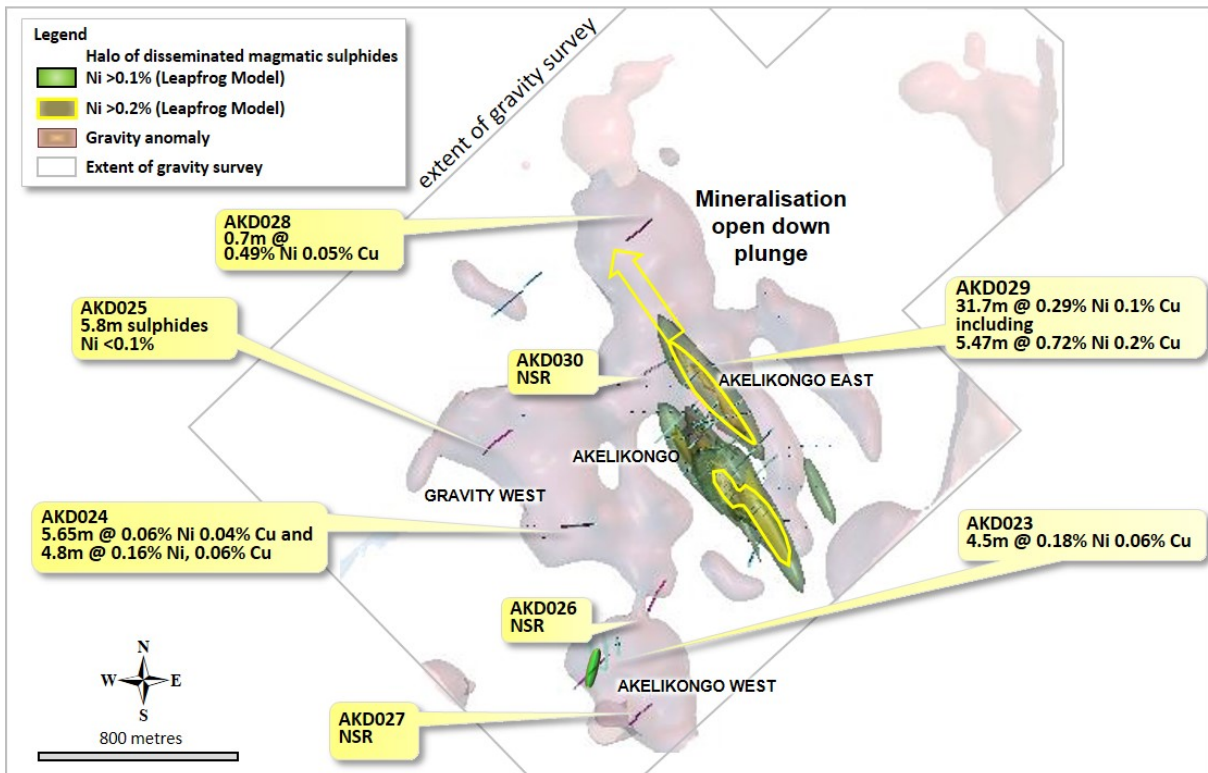 Legend
Halo of disseminated magmatic sulphides
Ni >0.1% (Leapfrog Model)
Ni >0.2% (Leapfrog Model)
Gravity anomaly
Extent of gravity survey
extent of gravity survey
Mineralisation
open down
plunge
AKD028
0.7m @
0.49% Ni 0.05% Cu
AKD025
5.8m sulphides
Ni <0.1%
AKD029
31.7m @ 0.29% Ni 0.1% Cu
including
5.47m @ 0.72% Ni 0.2% Cu
AKD030
NSR
AKELIKONGO EAST
AKELIKONGO
GRAVITY WEST
AKD024
5.65m @ 0.06% Ni 0.04% Cu and
4.8m @ 0.16% Ni, 0.06% Cu
AKD023
4.5m @ 0.18% Ni 0.06% Cu
AKD026
NSR
AKELIKONGO WEST
AKD027
NSR
N
W E
S
800 metres